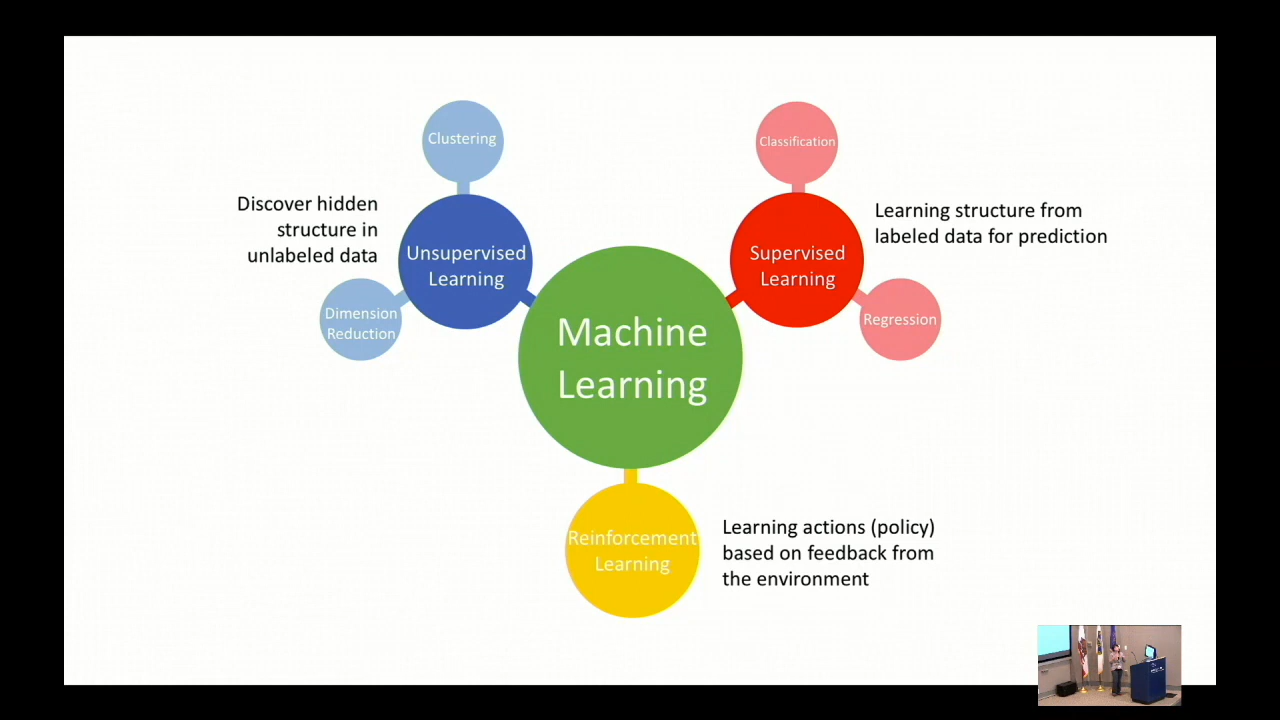 Clustering
Classification
Discover hidden
structure in
unlabeled data
Unsupervised
Learning
Supervised
Learning
Learning structure from
labeled data for prediction
Dimension
Reduction
Regression
Machine
Learning
Reinforcement
Learning
Learning actions (policy)
based on feedback from
the environment